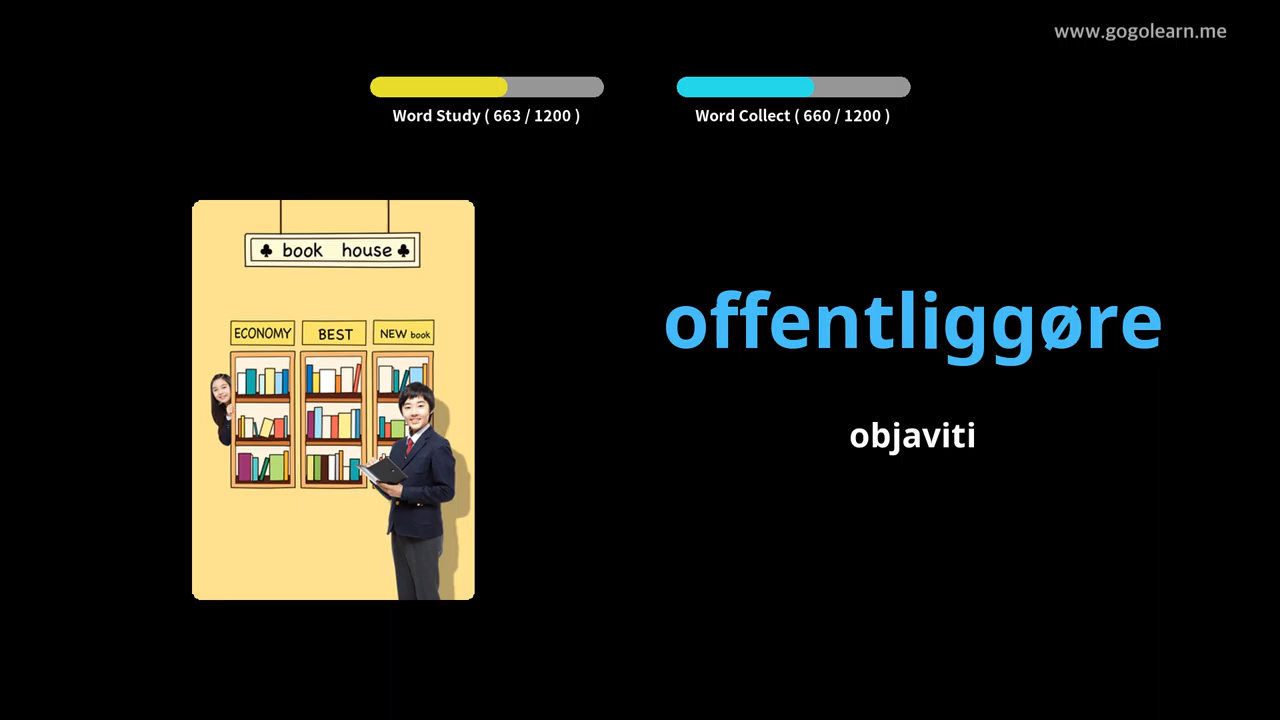 www.gogolearn.me
Word Study ( 663 / 1200 )
Word Collect ( 660 / 1200 )
♣ book house ♣
ECONOMY
BEST
NEW book
offentliggøre
objaviti